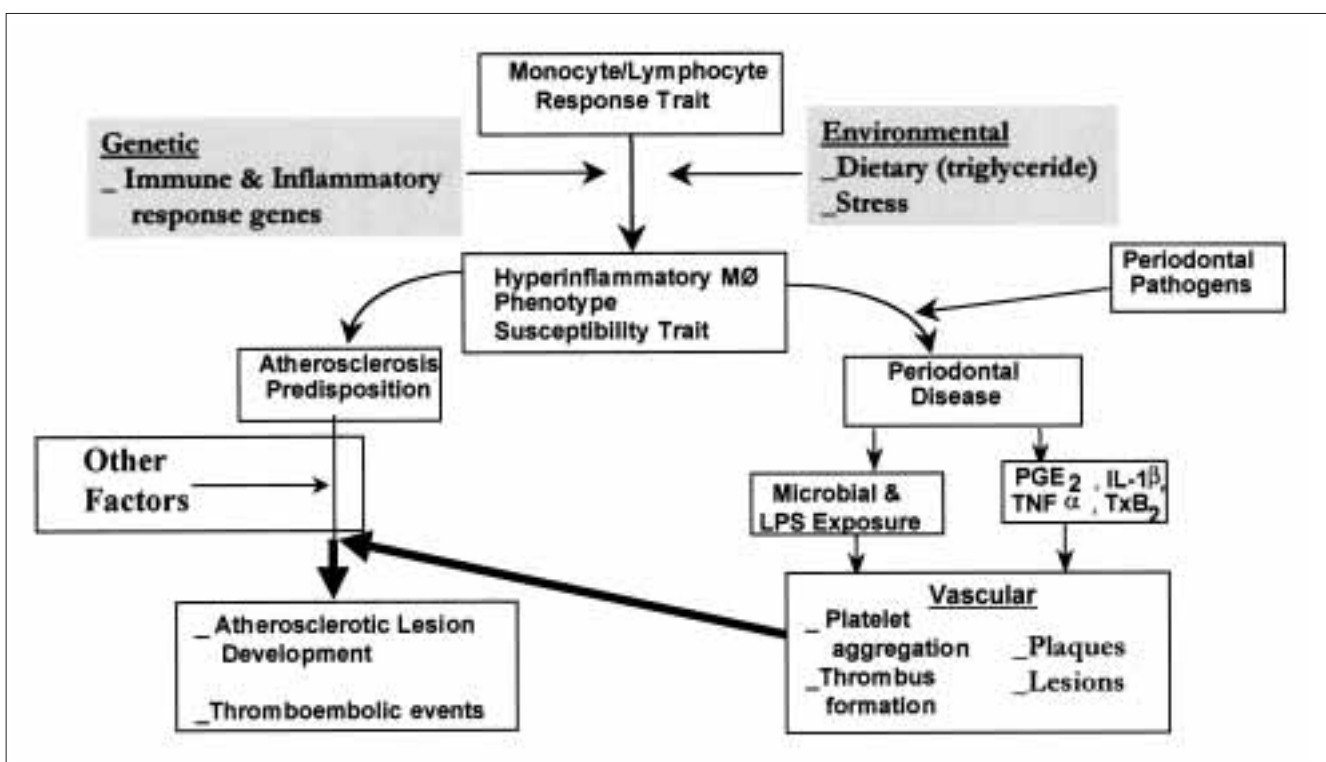 Monocyte/Lymphocyte
Response Trait
Genetic
_ Immune & Inflammatory
response genes
Environmental
_Dietary (triglyceride)
_Stress
Hyperinflammatory MØ
Phenotype
Susceptibility Trait
Periodontal
Pathogens
Atherosclerosis
Predisposition
Periodontal
Disease
Other
Factors
Microbial &
LPS Exposure
PGE2 , IL-1β,
TNF α , TxB2
_ Atherosclerotic Lesion
Development
_Thromboembolic events
Vascular
_ Platelet
aggregation
_Thrombus
formation
_Plaques
_Lesions